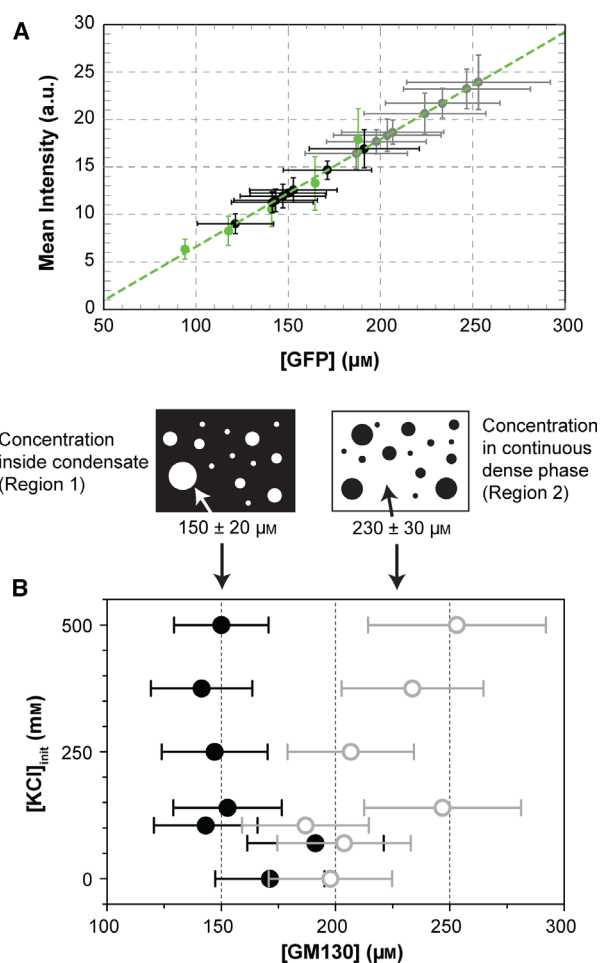 A
30
25
20
15
10
5
0
Mean Intensity (a.u.)
50 100 150 200 250 300
[GFP] (µM)
Concentration
inside condensate
(Region 1)
150 ± 20 µM
Concentration
in continuous
dense phase
(Region 2)
230 ± 30 µM
B
500
250
0
[KCl]init (mM)
100 150 200 250 300
[GM130] (µM)